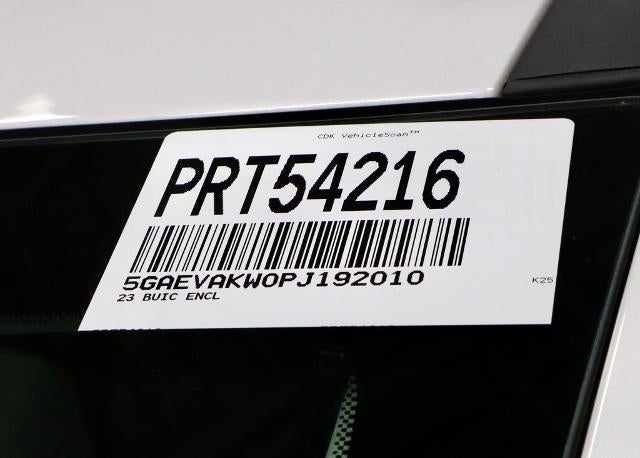 CDK VehicleScan™
PRT54216
5GAEVAKW0PJ192010
K25
23 BUIC ENCL